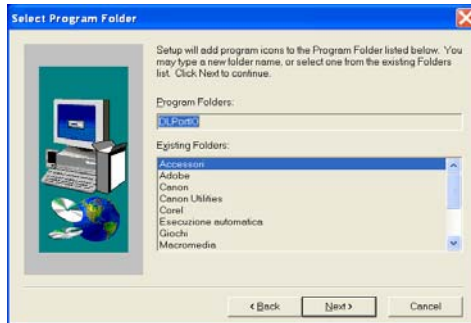 Select Program Folder
Setup will add program icons to the Program Folder listed below. You
may type a new folder name, or select one from the existing Folders
list. Click Next to continue.
Program Folders:
DLPortIO
Existing Folders:
Accessori
Adobe
Canon
Canon Utilities
Corel
Esecuzione automatica
Giochi
Macromedia
< Back
Next >
Cancel